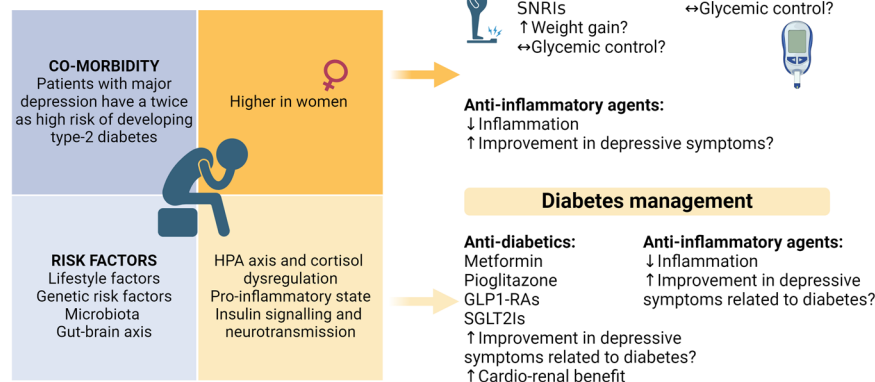 CO-MORBIDITY
Patients with major
depression have a twice
as high risk of developing
type-2 diabetes
Higher in women
RISK FACTORS
Lifestyle factors
Genetic risk factors
Microbiota
Gut-brain axis
HPA axis and cortisol
dysregulation
Pro-inflammatory state
Insulin signalling and
neurotransmission
SNRIs
↑Weight gain?
↔Glycemic control?
↔Glycemic control?
Anti-inflammatory agents:
↓Inflammation
↑Improvement in depressive symptoms?
Diabetes management
Anti-diabetics:
Metformin
Pioglitazone
GLP1-RAs
SGLT2Is
↑Improvement in depressive
symptoms related to diabetes?
↑Cardio-renal benefit
Anti-inflammatory agents:
↓Inflammation
↑Improvement in depressive
symptoms related to diabetes?